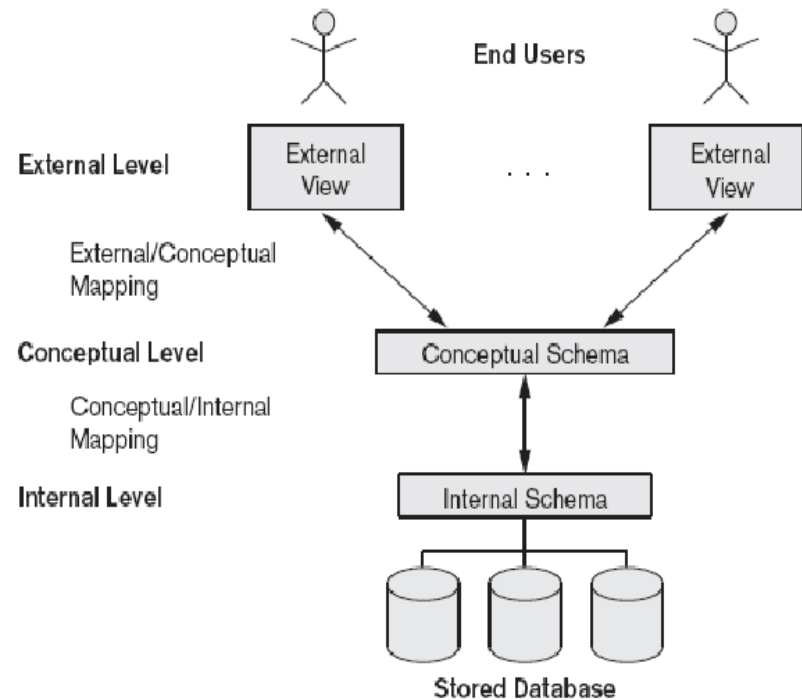 End Users
External Level
External
View
. . .
External
View
External/Conceptual
Mapping
Conceptual Level
Conceptual Schema
Conceptual/Internal
Mapping
Internal Level
Internal Schema
Stored Database